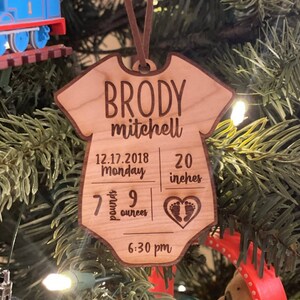 BRODY
mitchell
12.17.2018
Monday
20
inches
7 pounds
9 ounces
6:30 pm